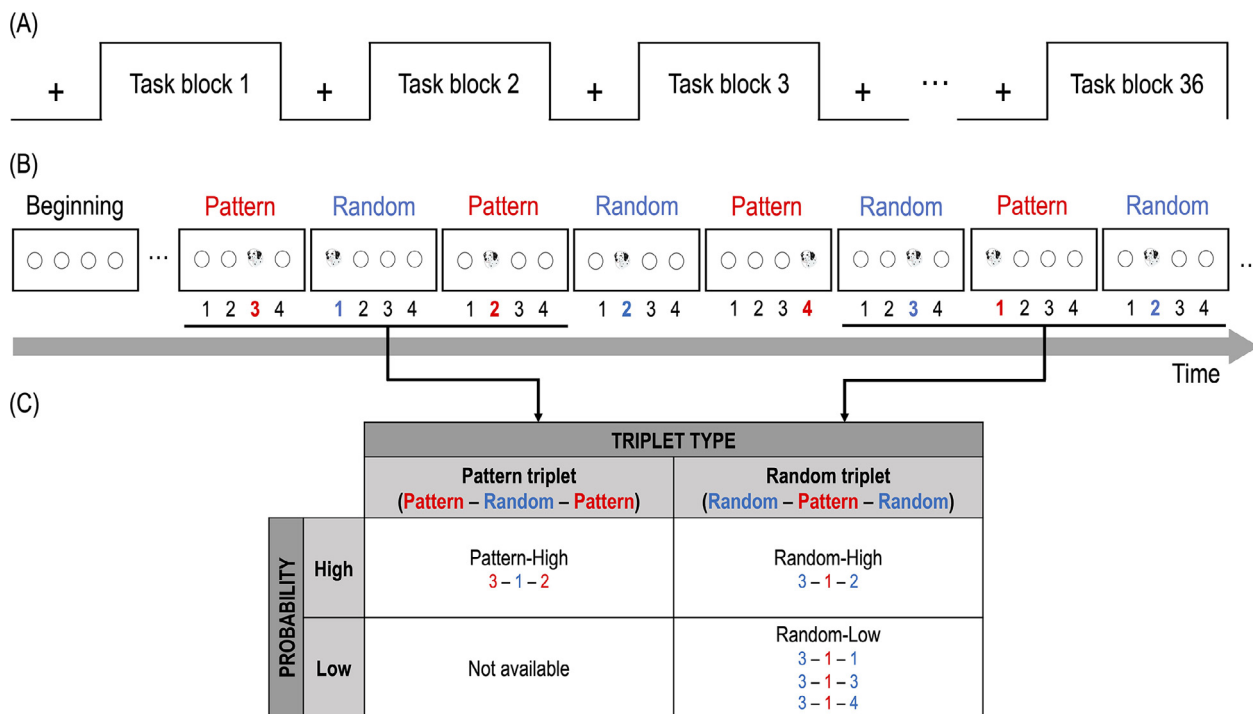 (A)
+ Task block 1 + Task block 2 + Task block 3 + ... + Task block 36
(B)
Beginning Pattern Random Pattern Random Pattern Random Pattern Random
... ...
1 2 3 4 1 2 3 4 1 2 3 4 1 2 3 4 1 2 3 4 1 2 3 4 1 2 3 4 1 2 3 4
Time
(C)
TRIPLET TYPE
Pattern triplet Random triplet
(Pattern – Random – Pattern) (Random – Pattern – Random)
PROBABILITY
High
Pattern-High Random-High
3 – 1 – 2 3 – 1 – 2
Low
Not available
Random-Low
3 – 1 – 1
3 – 1 – 3
3 – 1 – 4